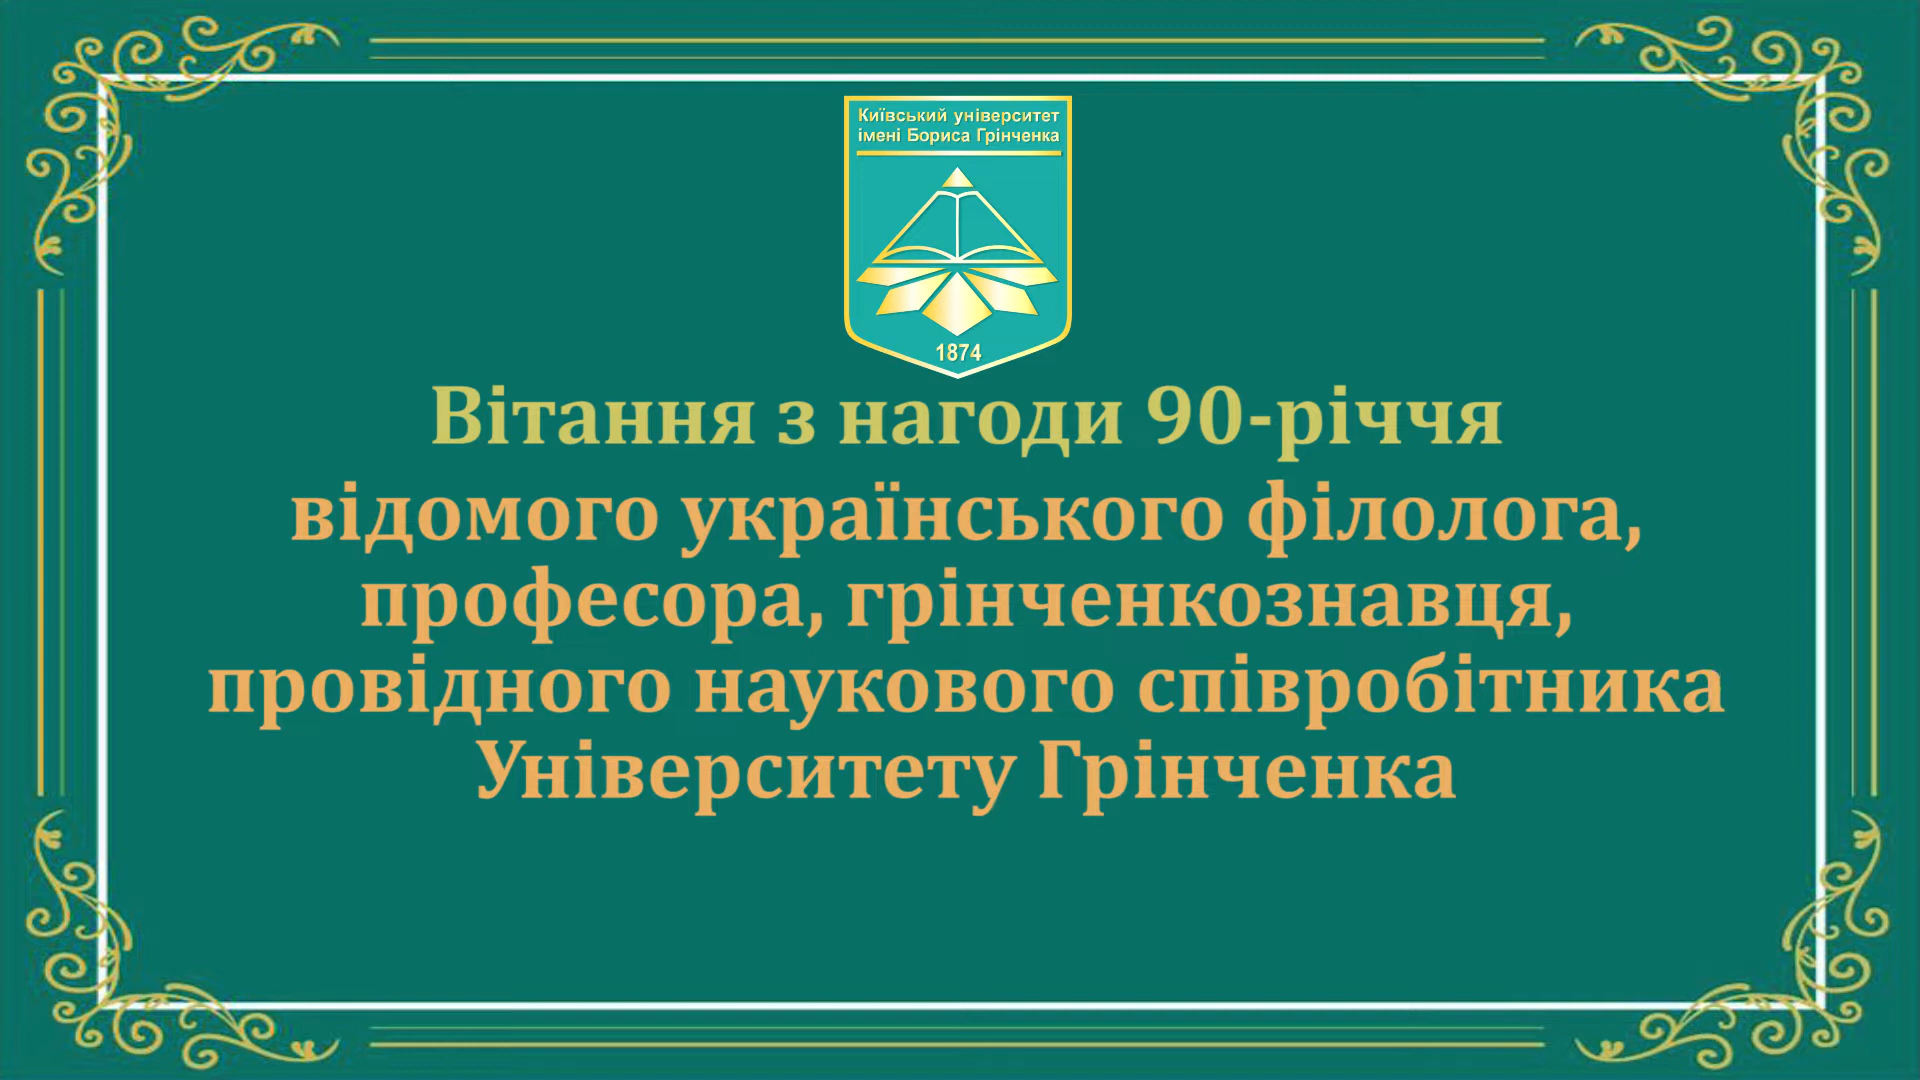 Київський університет
імені Бориса Грінченка
1874
Вітання з нагоди 90-річчя
відомого українського філолога,
професора, грінченкознавця,
провідного наукового співробітника
Університету Грінченка